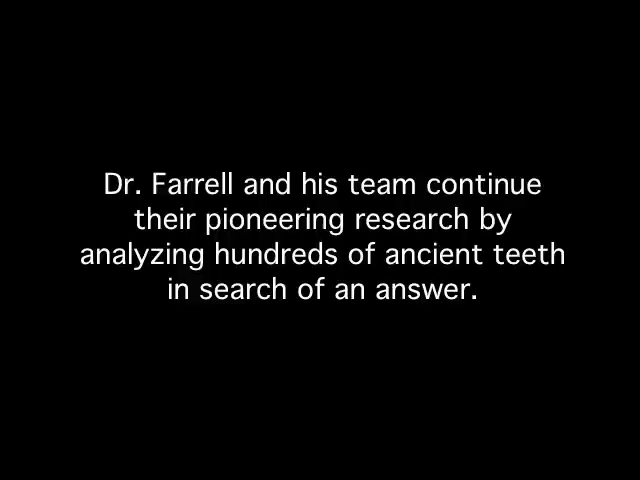 Dr. Farrell and his team continue
their pioneering research by
analyzing hundreds of ancient teeth
in search of an answer.